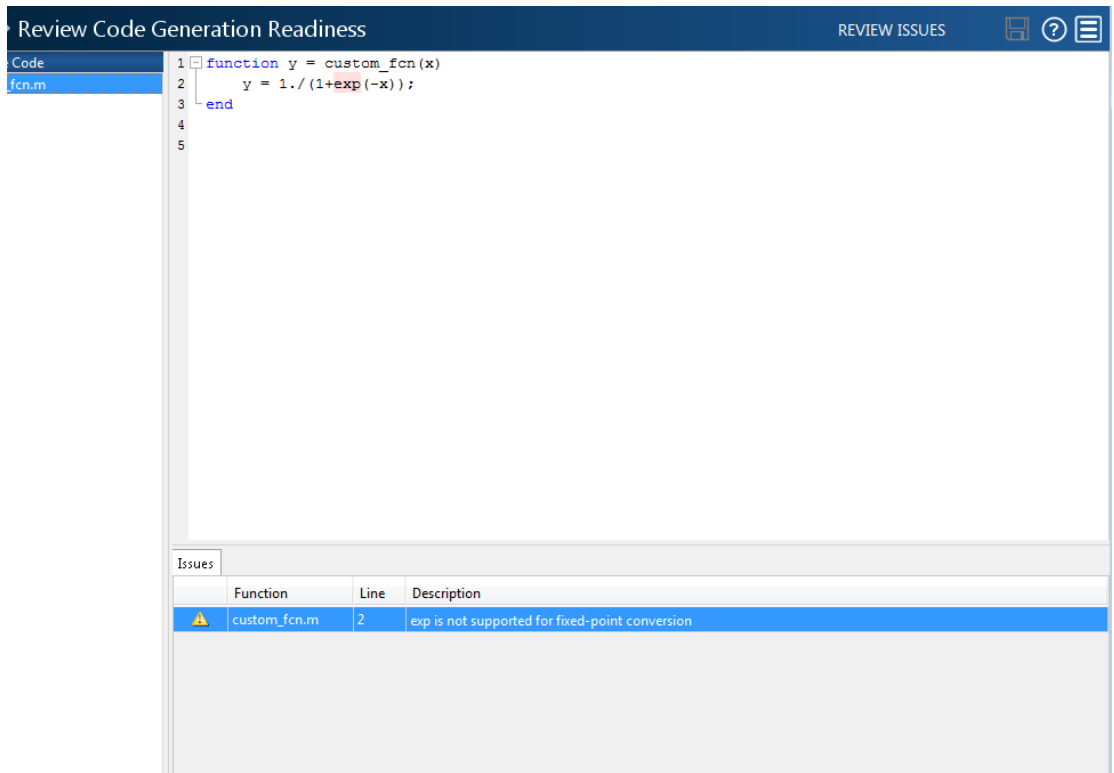 Review Code Generation Readiness
REVIEW ISSUES
Code
_fcn.m
1 function y = custom_fcn(x)
2 y = 1./(1+exp(-x));
3 end
4
5
Issues
Function Line Description
custom_fcn.m 2 exp is not supported for fixed-point conversion